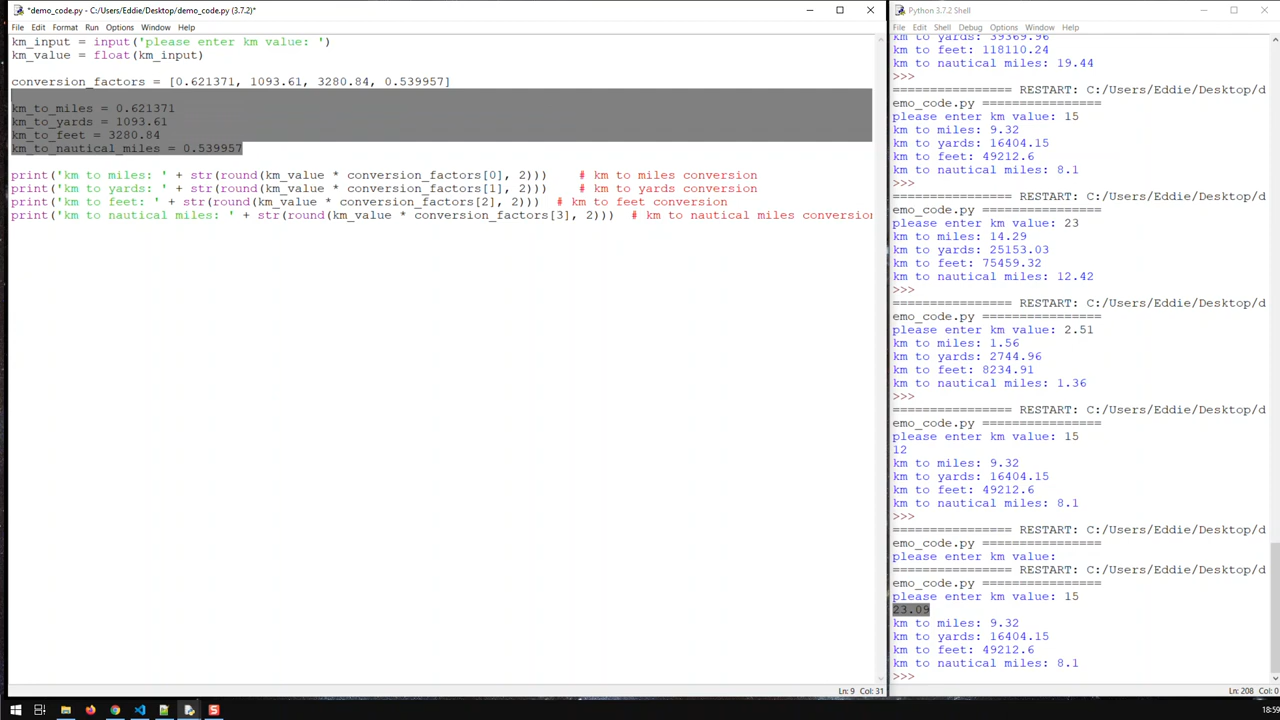 *demo_code.py - C:/Users/Eddie/Desktop/demo_code.py (3.7.2)*
File Edit Format Run Options Window Help
km_input = input('please enter km value: ')
km_value = float(km_input)
conversion_factors = [0.621371, 1093.61, 3280.84, 0.539957]
km_to_miles = 0.621371
km_to_yards = 1093.61
km_to_feet = 3280.84
km_to_nautical_miles = 0.539957
print('km to miles: ' + str(round(km_value * conversion_factors[0], 2))) # km to miles conversion
print('km to yards: ' + str(round(km_value * conversion_factors[1], 2))) # km to yards conversion
print('km to feet: ' + str(round(km_value * conversion_factors[2], 2))) # km to feet conversion
print('km to nautical miles: ' + str(round(km_value * conversion_factors[3], 2))) # km to nautical miles conversion
Ln: 9 Col: 31
Python 3.7.2 Shell
File Edit Shell Debug Options Window Help
km to yards: 39369.96
km to feet: 118110.24
km to nautical miles: 19.44
>>>
================ RESTART: C:/Users/Eddie/Desktop/d
emo_code.py ================
please enter km value: 15
km to miles: 9.32
km to yards: 16404.15
km to feet: 49212.6
km to nautical miles: 8.1
>>>
================ RESTART: C:/Users/Eddie/Desktop/d
emo_code.py ================
please enter km value: 23
km to miles: 14.29
km to yards: 25153.03
km to feet: 75459.32
km to nautical miles: 12.42
>>>
================ RESTART: C:/Users/Eddie/Desktop/d
emo_code.py ================
please enter km value: 2.51
km to miles: 1.56
km to yards: 2744.96
km to feet: 8234.91
km to nautical miles: 1.36
>>>
================ RESTART: C:/Users/Eddie/Desktop/d
emo_code.py ================
please enter km value: 15
12
km to miles: 9.32
km to yards: 16404.15
km to feet: 49212.6
km to nautical miles: 8.1
>>>
================ RESTART: C:/Users/Eddie/Desktop/d
emo_code.py ================
please enter km value:
================ RESTART: C:/Users/Eddie/Desktop/d
emo_code.py ================
please enter km value: 15
23.09
km to miles: 9.32
km to yards: 16404.15
km to feet: 49212.6
km to nautical miles: 8.1
>>>
Ln: 208 Col: 0
18:59